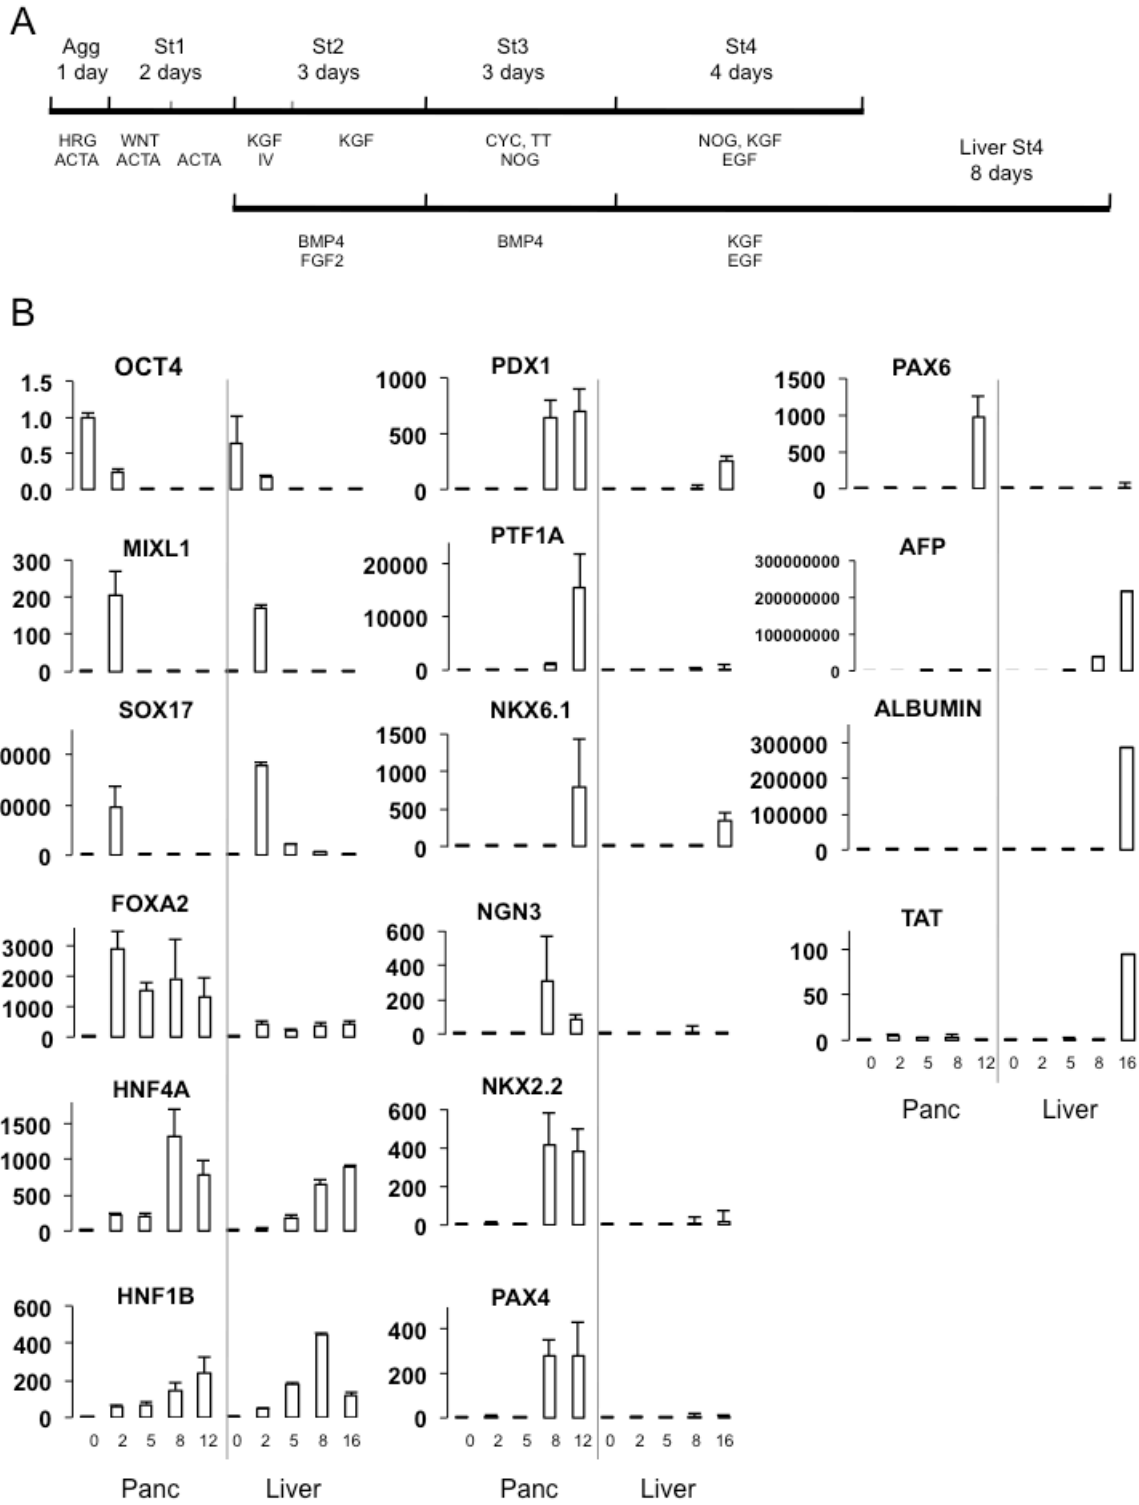 A
Agg St1 St2 St3 St4
1 day 2 days 3 days 3 days 4 days
HRG WNT KGF KGF CYC, TT NOG, KGF
ACTA ACTA ACTA IV NOG EGF
Liver St4
8 days
BMP4 BMP4 KGF
FGF2 EGF
B
OCT4
1.5
1.0
0.5
0.0
PDX1
1000
500
0
PAX6
1500
1000
500
0
MIXL1
300
200
100
0
PTF1A
20000
10000
0
AFP
300000000
200000000
100000000
0
SOX17
0000
0000
0
NKX6.1
1500
1000
500
0
ALBUMIN
300000
200000
100000
0
FOXA2
3000
2000
1000
0
NGN3
600
400
200
0
TAT
100
50
0
0 2 5 8 12 0 2 5 8 16
Panc Liver
HNF4A
1500
1000
500
0
NKX2.2
600
400
200
0
HNF1B
600
400
200
0
PAX4
400
200
0
0 2 5 8 12 0 2 5 8 16
0 2 5 8 12 0 2 5 8 16
Panc Liver
Panc Liver